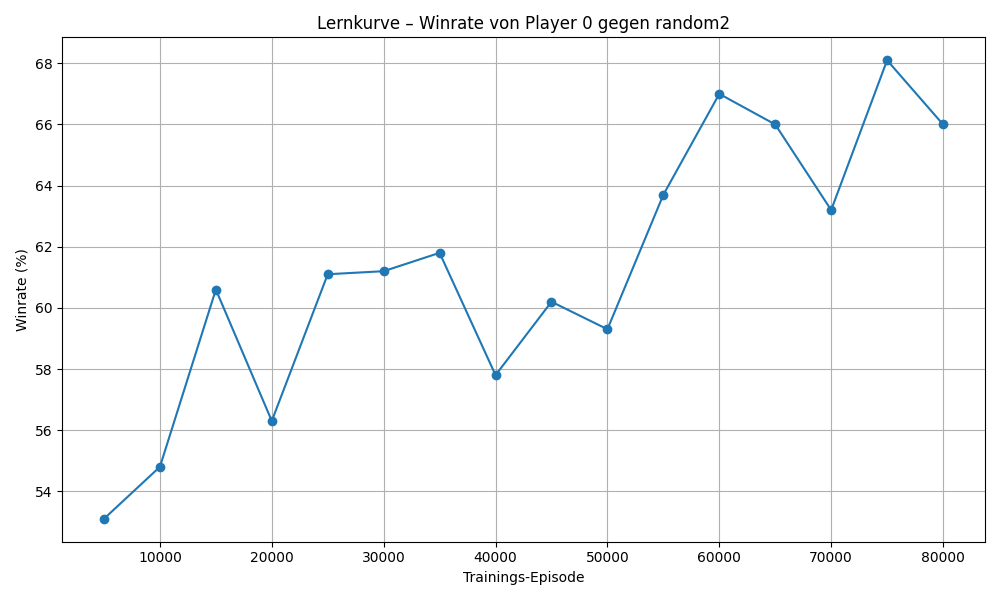 Lernkurve – Winrate von Player 0 gegen random2
Winrate (%)
68
66
64
62
60
58
56
54
10000 20000 30000 40000 50000 60000 70000 80000
Trainings-Episode